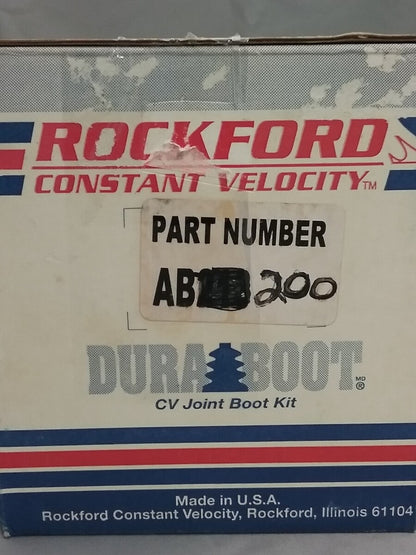 ROCKFORD
CONSTANT VELOCITY™
PART NUMBER
AB 200
DURA BOOT MD ®
CV Joint Boot Kit
Made in U.S.A.
Rockford Constant Velocity, Rockford, Illinois 61104